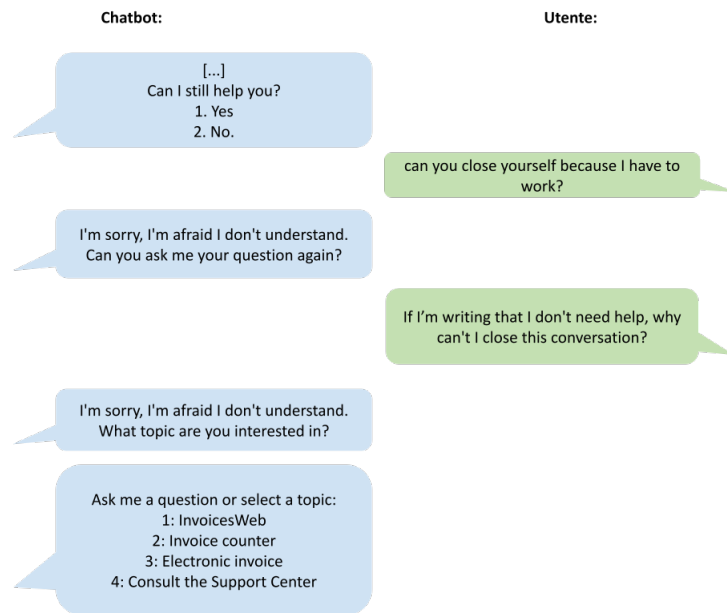 Chatbot:
Utente:
[...]
Can I still help you?
1. Yes
2. No.
can you close yourself because I have to
work?
I'm sorry, I'm afraid I don't understand.
Can you ask me your question again?
If I’m writing that I don't need help, why
can't I close this conversation?
I'm sorry, I'm afraid I don't understand.
What topic are you interested in?
Ask me a question or select a topic:
1: InvoicesWeb
2: Invoice counter
3: Electronic invoice
4: Consult the Support Center